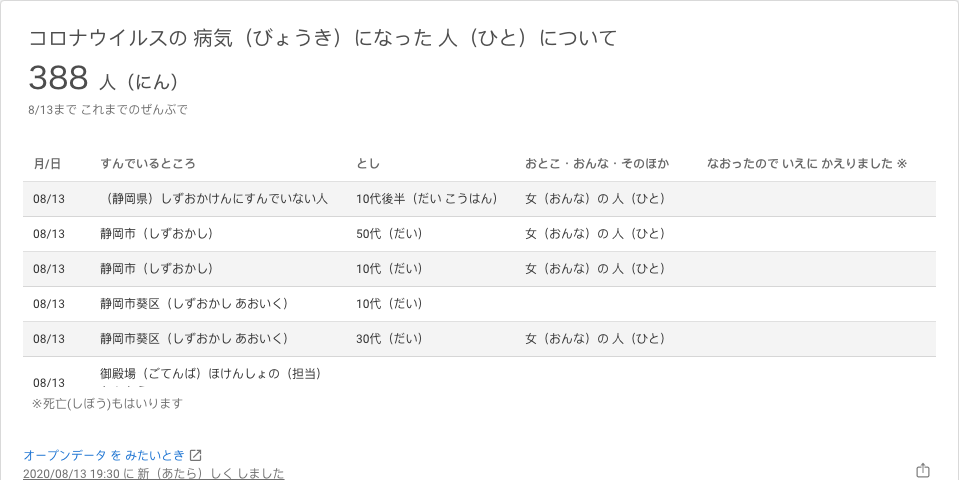 コロナウイルスの 病気（びょうき）になった 人（ひと）について
388 人（にん）
8/13まで これまでのぜんぶで
月/日 すんでいるところ とし おとこ・おんな・そのほか なおったので いえに かえりました ※
08/13 （静岡県）しずおかけんにすんでいない人 10代後半（だい こうはん） 女（おんな）の 人（ひと）
08/13 静岡市（しずおかし） 50代（だい） 女（おんな）の 人（ひと）
08/13 静岡市（しずおかし） 10代（だい） 女（おんな）の 人（ひと）
08/13 静岡市葵区（しずおかし あおいく） 10代（だい）
08/13 静岡市葵区（しずおかし あおいく） 30代（だい） 女（おんな）の 人（ひと）
08/13 御殿場（ごてんば）ほけんしょの（担当）
※死亡(しぼう)もはいります
オープンデータ を みたいとき
2020/08/13 19:30 に 新（あたら）しく しました